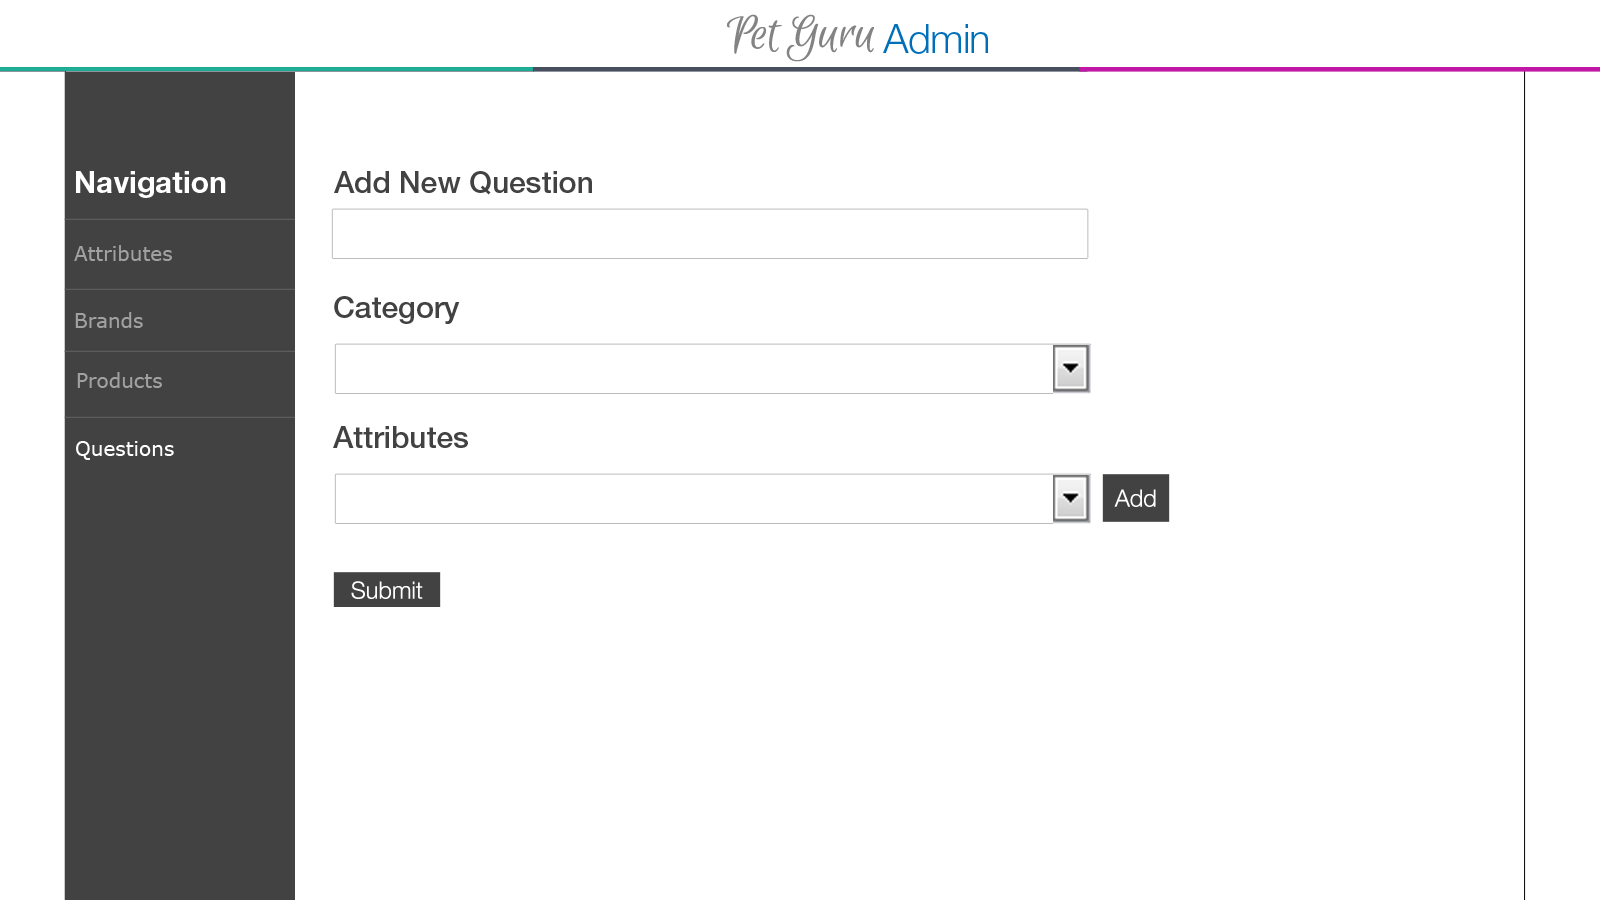 Pet Guru Admin
Navigation
Attributes
Brands
Products
Questions
Add New Question
Category
Attributes
Add
Submit